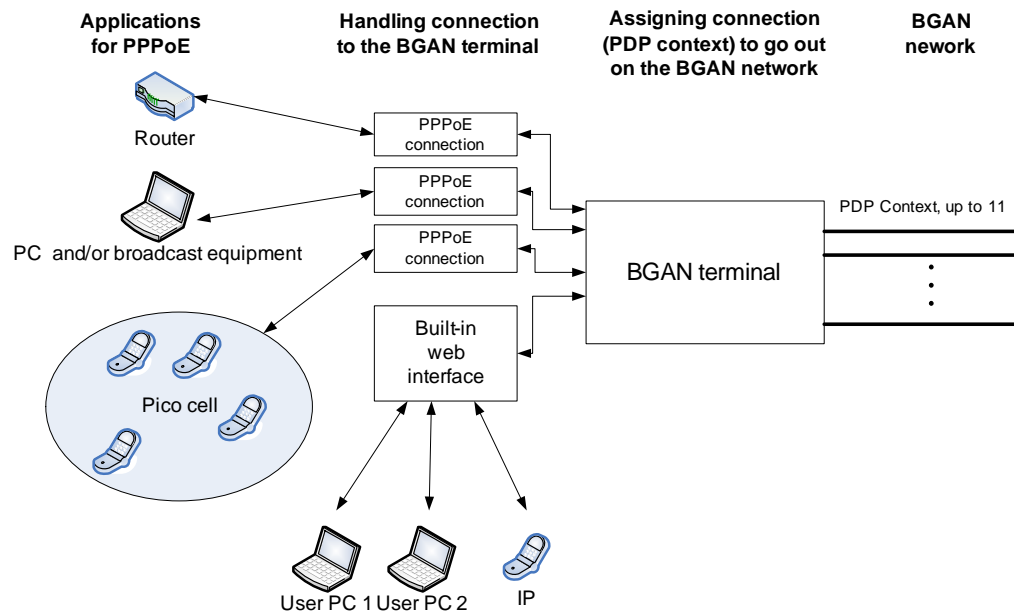 Applications
for PPPoE
Handling connection
to the BGAN terminal
Assigning connection
(PDP context) to go out
on the BGAN network
BGAN
nework
Router
PPPoE
connection
PPPoE
connection
PC and/or broadcast equipment
PPPoE
connection
BGAN terminal
PDP Context, up to 11
Built-in
web
interface
Pico cell
User PC 1
User PC 2
IP